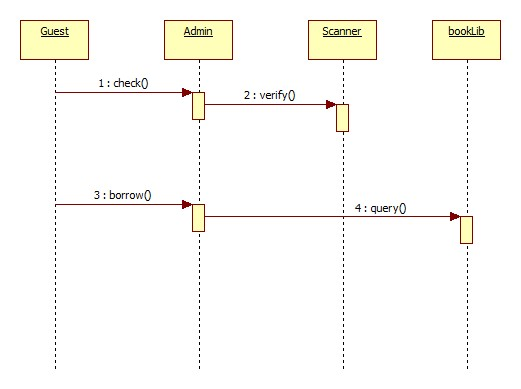 Guest
Admin
Scanner
bookLib
1 : check()
2 : verify()
3 : borrow()
4 : query()